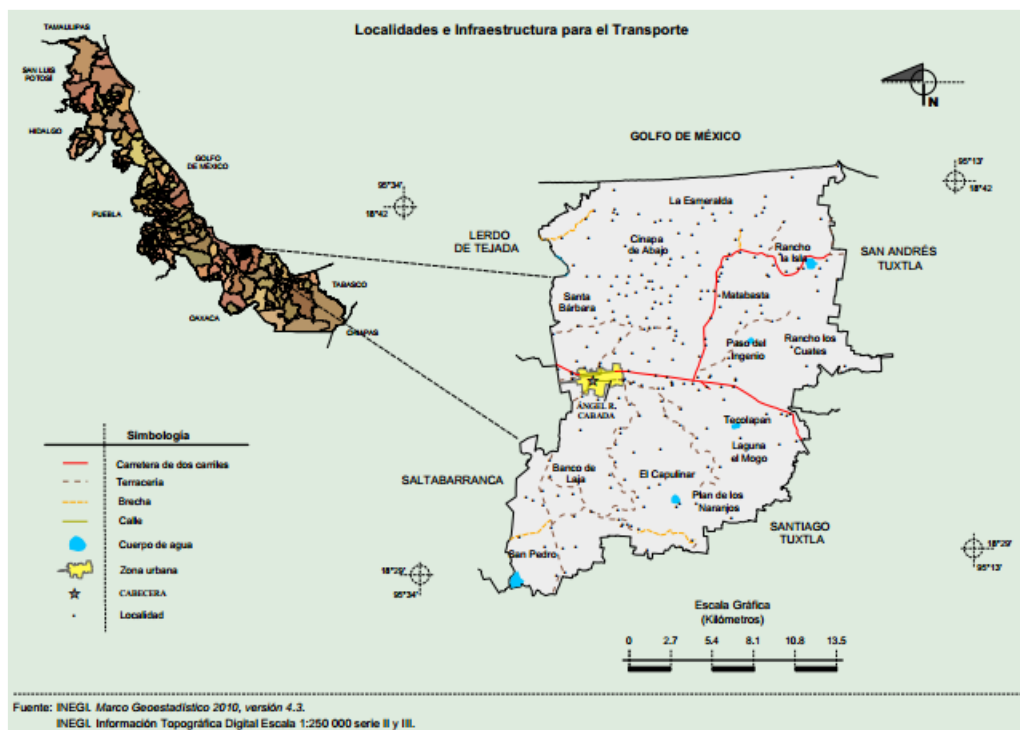 Localidades e Infraestructura para el Transporte
TAMAULIPAS
SAN LUIS
POTOSÍ
HIDALGO
GOLFO
DE MÉXICO
PUEBLA
OAXACA
TABASCO
CHIAPAS
N
GOLFO DE MÉXICO
95°34'
18°42
95°13'
18°42
LERDO
DE TEJADA
SAN ANDRÉS
TUXTLA
La Esmeralda
Cinapa
de Abajo
Rancho
la Isla
Santa
Bárbara
Matabasta
Paso del
Ingenio
Rancho los
Cuates
ÁNGEL R.
CABADA
Tecolapan
Laguna
el Mogo
Banco de
Laja
El Capulinar
Plan de los
Naranjos
San Pedro
SALTABARRANCA
SANTIAGO
TUXTLA
18°29'
95°34'
18°29'
95°13'
Simbología
Carretera de dos carriles
Terracería
Brecha
Calle
Cuerpo de agua
Zona urbana
CABECERA
Localidad
Escala Gráfica
(Kilómetros)
0 2.7 5.4 8.1 10.8 13.5
Fuente: INEGI. Marco Geoestadístico 2010, versión 4.3.
INEGI. Información Topográfica Digital Escala 1:250 000 serie II y III.